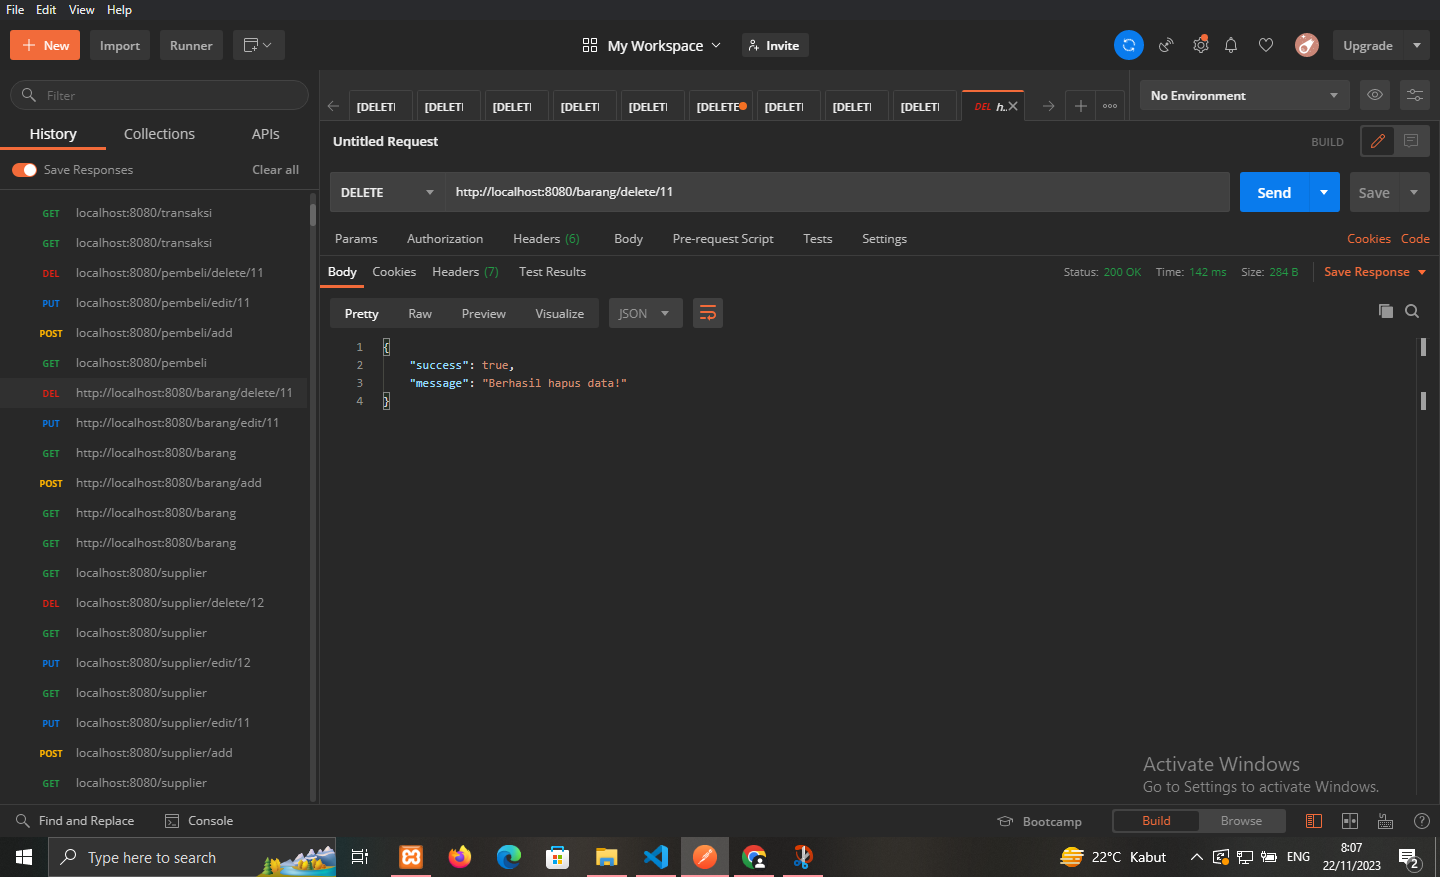 File Edit View Help
New Import Runner
My Workspace Invite
Upgrade
Filter
History Collections APIs
Save Responses Clear all
GET localhost:8080/transaksi
GET localhost:8080/transaksi
DEL localhost:8080/pembeli/delete/11
PUT localhost:8080/pembeli/edit/11
POST localhost:8080/pembeli/add
GET localhost:8080/pembeli
DEL http://localhost:8080/barang/delete/11
PUT http://localhost:8080/barang/edit/11
GET http://localhost:8080/barang
POST http://localhost:8080/barang/add
GET http://localhost:8080/barang
GET http://localhost:8080/barang
GET localhost:8080/supplier
DEL localhost:8080/supplier/delete/12
GET localhost:8080/supplier
PUT localhost:8080/supplier/edit/12
GET localhost:8080/supplier
PUT localhost:8080/supplier/edit/11
POST localhost:8080/supplier/add
GET localhost:8080/supplier
[DELETI [DELETI [DELETI [DELETI [DELETI [DELETE [DELETI [DELETI [DELETI DEL h..
No Environment
Untitled Request
BUILD
DELETE http://localhost:8080/barang/delete/11
Send Save
Params Authorization Headers (6) Body Pre-request Script Tests Settings
Cookies Code
Body Cookies Headers (7) Test Results
Status: 200 OK Time: 142 ms Size: 284 B Save Response
Pretty Raw Preview Visualize JSON
1 {
2 "success": true,
3 "message": "Berhasil hapus data!"
4 }
Activate Windows
Go to Settings to activate Windows.
Find and Replace Console
Bootcamp Build Browse
Type here to search
22°C Kabut
ENG
8:07
22/11/2023
2